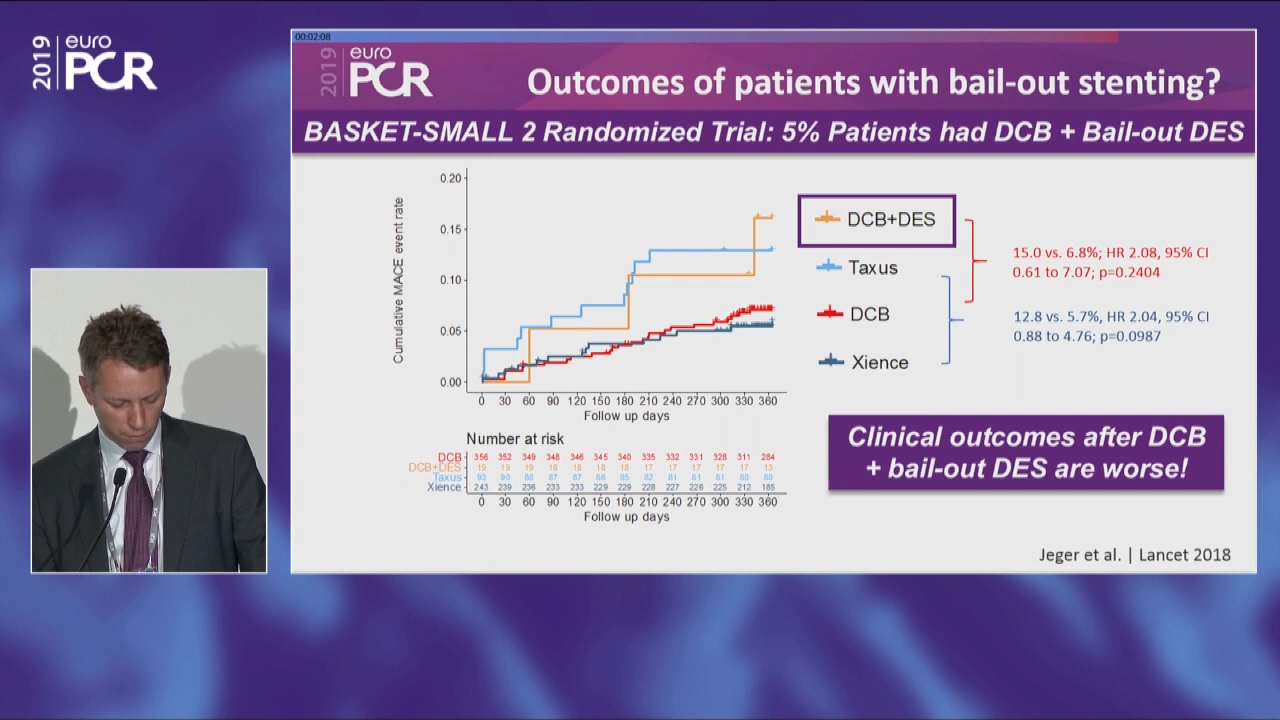 2019 euro PCR
00:02:08
2019 euro PCR
Outcomes of patients with bail-out stenting?
BASKET-SMALL 2 Randomized Trial: 5% Patients had DCB + Bail-out DES
Cumulative MACE event rate
0.20
0.15
0.10
0.05
0.00
0 30 60 90 120 150 180 210 240 270 300 330 360
Follow up days
DCB+DES
Taxus
DCB
Xience
15.0 vs. 6.8%; HR 2.08, 95% CI
0.61 to 7.07; p=0.2404
12.8 vs. 5.7%, HR 2.04, 95% CI
0.88 to 4.76; p=0.0987
Number at risk
DCB 356 352 349 348 346 345 340 335 332 331 328 311 284
DCB+DES 19 19 19 18 18 18 18 17 17 17 17 17 13
Taxus 93 90 88 87 87 86 85 82 81 81 81 80 80
Xience 243 239 236 233 233 229 229 228 227 226 225 212 185
0 30 60 90 120 150 180 210 240 270 300 330 360
Follow up days
Clinical outcomes after DCB
+ bail-out DES are worse!
Jeger et al. | Lancet 2018